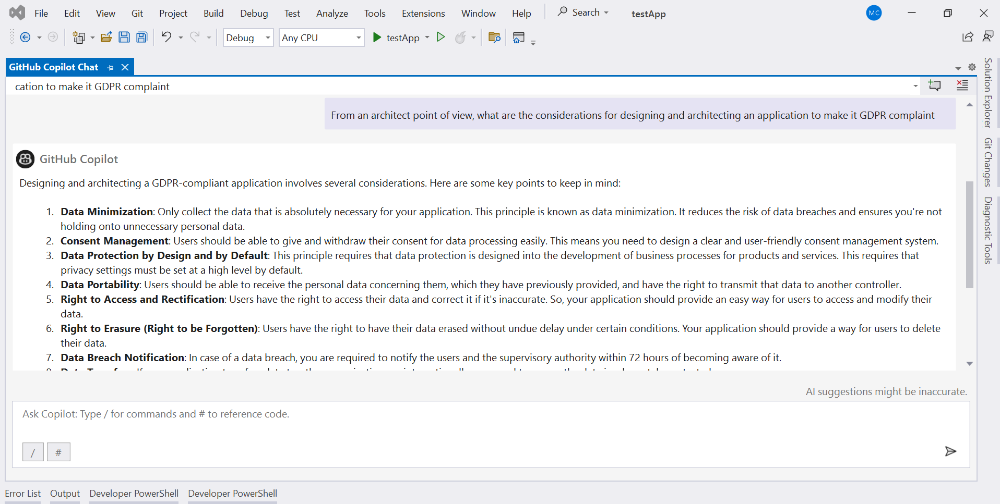 File Edit View Git Project Build Debug Test Analyze Tools Extensions Window Help Search testApp MC
Debug Any CPU testApp
GitHub Copilot Chat
cation to make it GDPR complaint
From an architect point of view, what are the considerations for designing and architecting an application to make it GDPR complaint
GitHub Copilot
Designing and architecting a GDPR-compliant application involves several considerations. Here are some key points to keep in mind:
1. Data Minimization: Only collect the data that is absolutely necessary for your application. This principle is known as data minimization. It reduces the risk of data breaches and ensures you're not
holding onto unnecessary personal data.
2. Consent Management: Users should be able to give and withdraw their consent for data processing easily. This means you need to design a clear and user-friendly consent management system.
3. Data Protection by Design and by Default: This principle requires that data protection is designed into the development of business processes for products and services. This requires that
privacy settings must be set at a high level by default.
4. Data Portability: Users should be able to receive the personal data concerning them, which they have previously provided, and have the right to transmit that data to another controller.
5. Right to Access and Rectification: Users have the right to access their data and correct it if it's inaccurate. So, your application should provide an easy way for users to access and modify their
data.
6. Right to Erasure (Right to be Forgotten): Users have the right to have their data erased without undue delay under certain conditions. Your application should provide a way for users to delete
their data.
7. Data Breach Notification: In case of a data breach, you are required to notify the users and the supervisory authority within 72 hours of becoming aware of it.
AI suggestions might be inaccurate.
Ask Copilot: Type / for commands and # to reference code.
/ #
Solution Explorer
Git Changes
Diagnostic Tools
Error List Output Developer PowerShell Developer PowerShell